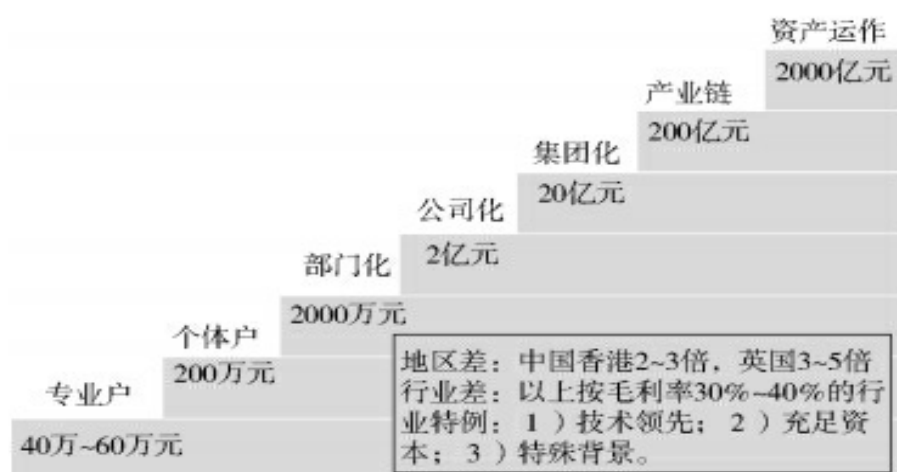 资产运作
2000亿元
产业链
200亿元
集团化
20亿元
公司化
2亿元
部门化
2000万元
个体户
200万元
专业户
40万~60万元
地区差：中国香港2~3倍，英国3~5倍
行业差：以上按毛利率30%~40%的行
业特例：1）技术领先；2）充足资
本；3）特殊背景。